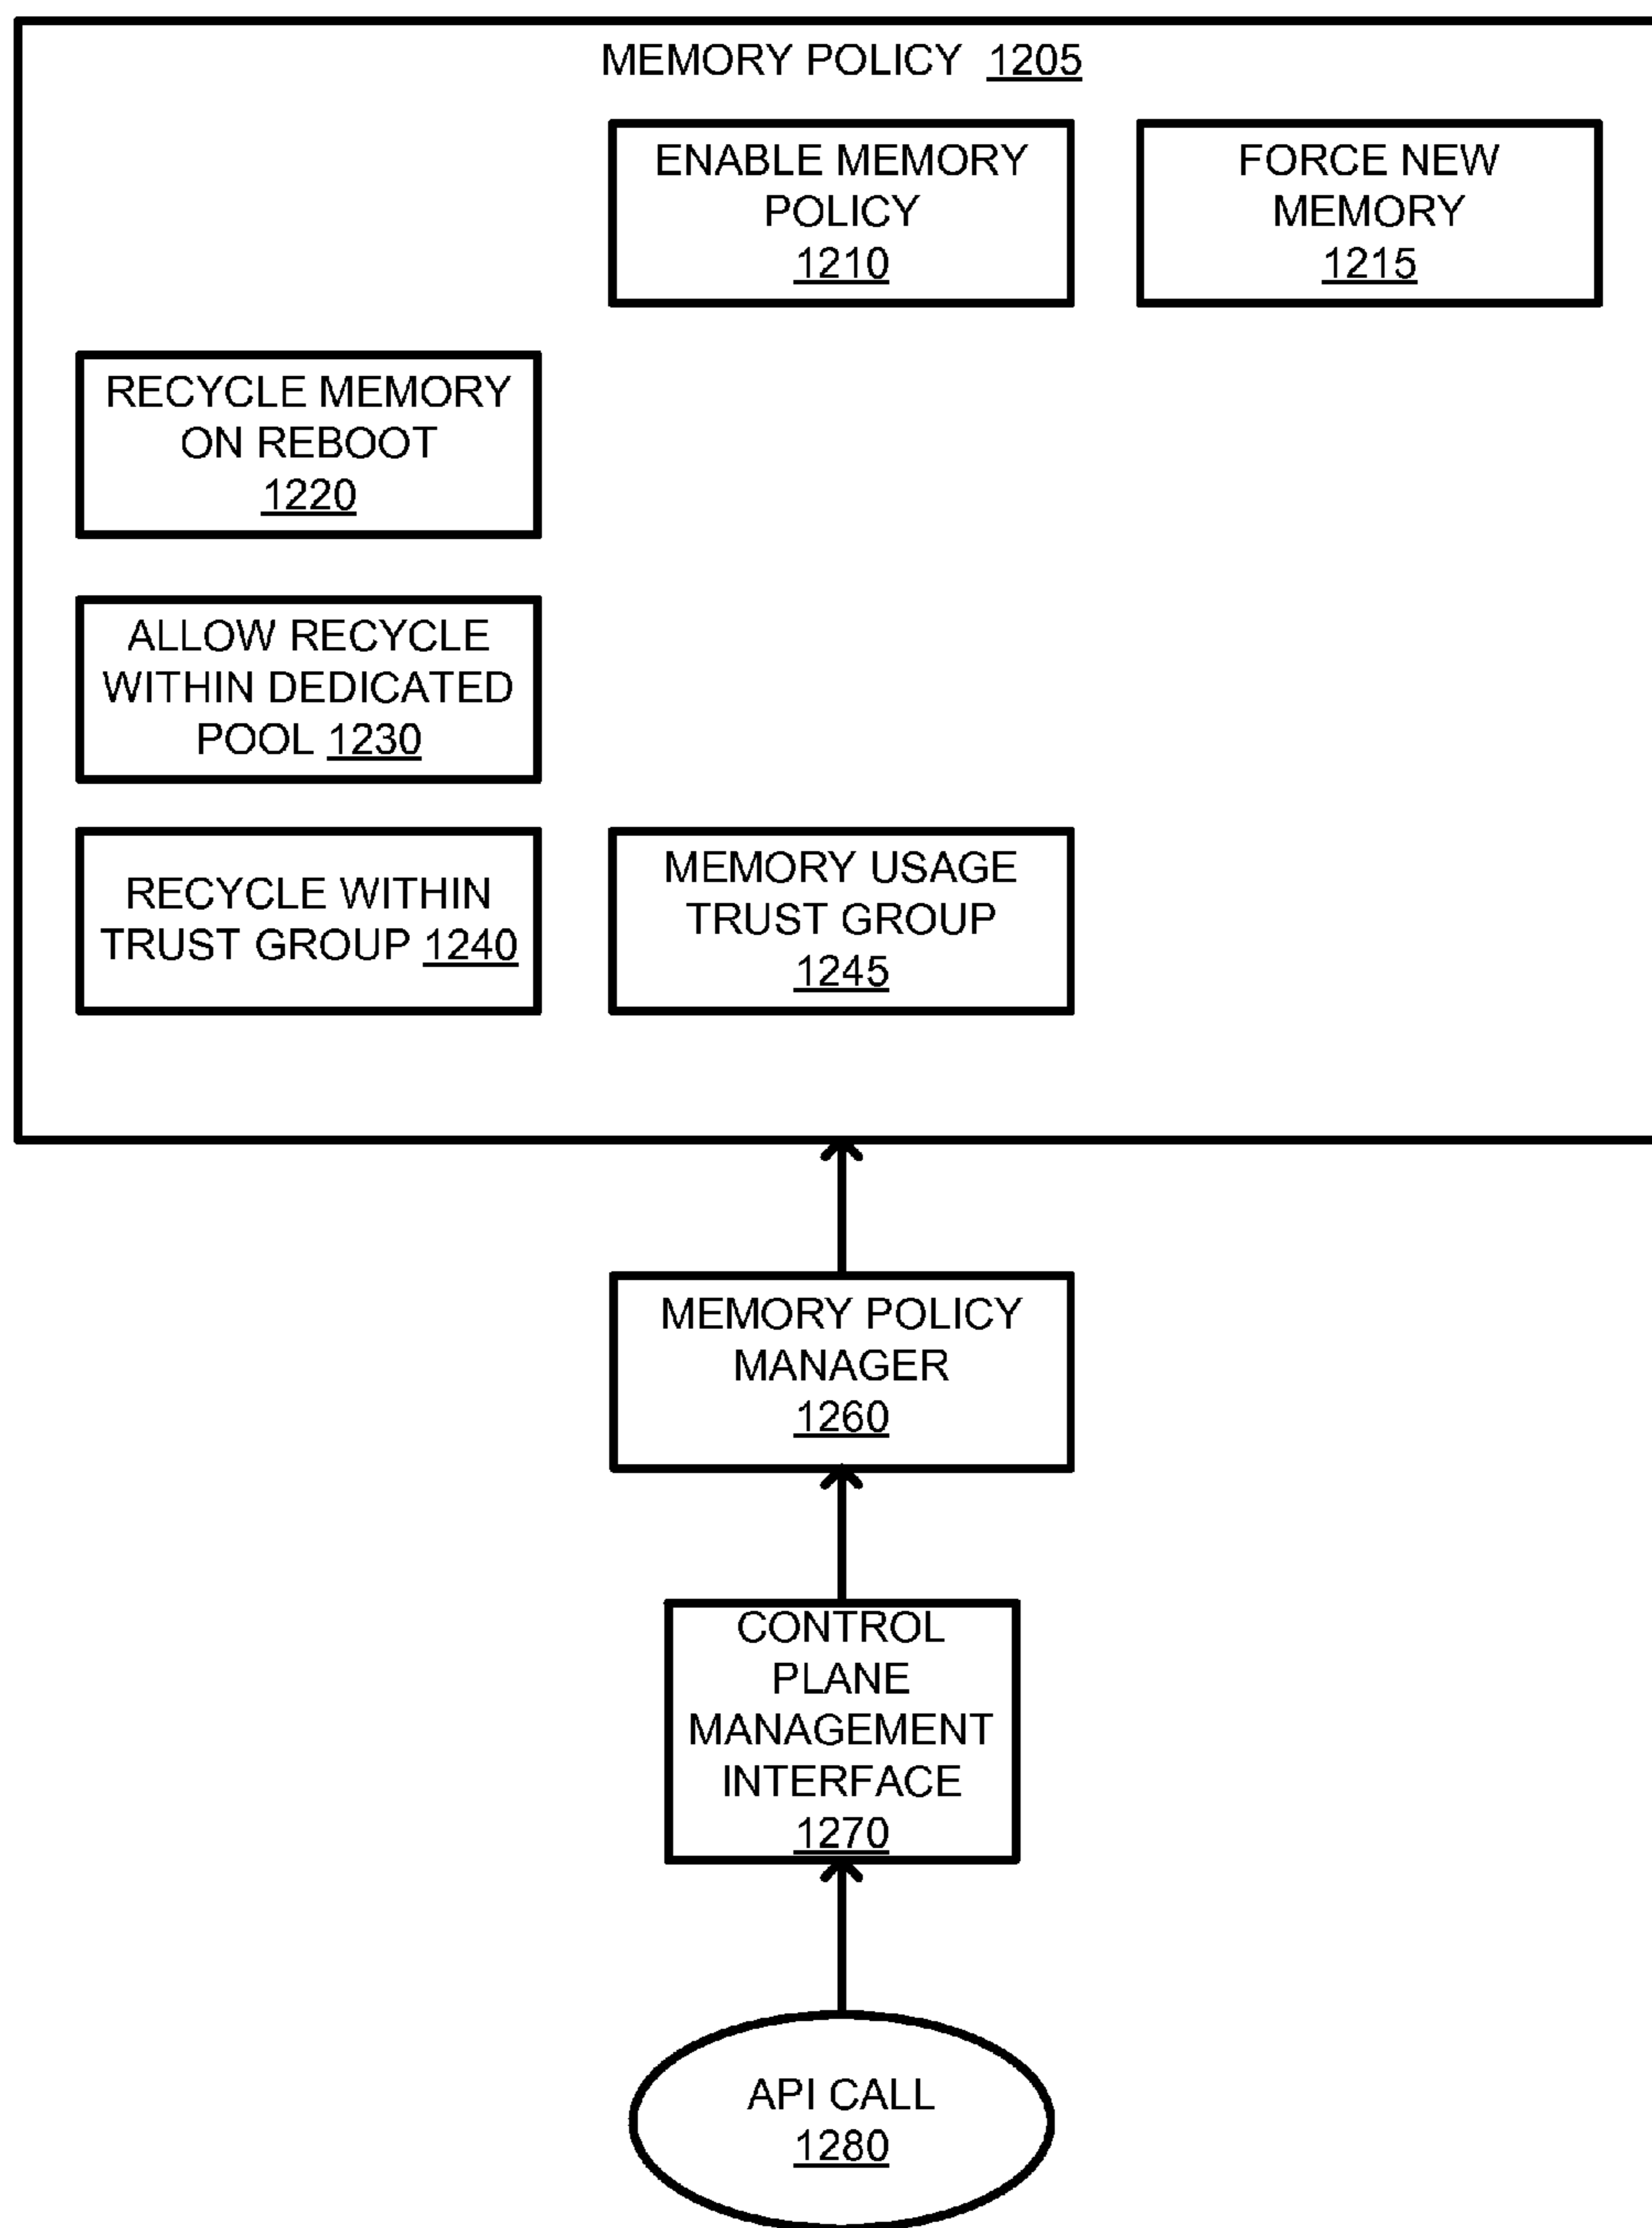 MEMORY POLICY 1205
ENABLE MEMORY
POLICY
1210
FORCE NEW
MEMORY
1215
RECYCLE MEMORY
ON REBOOT
1220
ALLOW RECYCLE
WITHIN DEDICATED
POOL 1230
RECYCLE WITHIN
TRUST GROUP 1240
MEMORY USAGE
TRUST GROUP
1245
MEMORY POLICY
MANAGER
1260
CONTROL
PLANE
MANAGEMENT
INTERFACE
1270
API CALL
1280